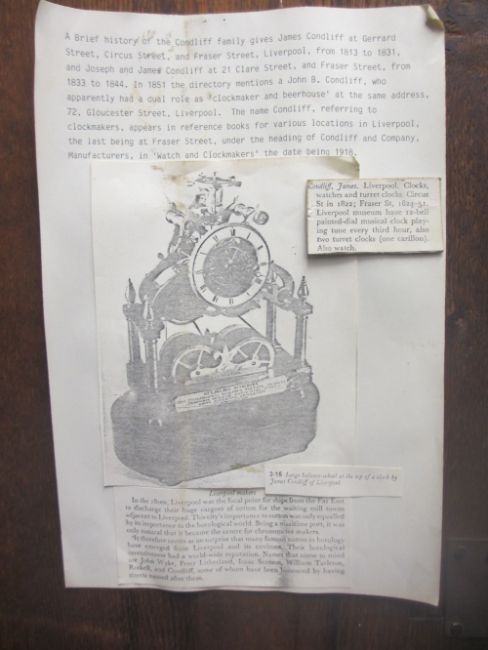 A Brief history of the Condliff family gives James Condliff at Gerrard
Street, Circus Street, and Fraser Street, Liverpool, from 1813 to 1831,
and Joseph and James Condliff at 21 Clare Street, and Fraser Street, from
1833 to 1844. In 1851 the directory mentions a John B. Condliff, who
apparently had a dual role as 'clockmaker and beerhouse' at the same address,
72, Gloucester Street, Liverpool. The name Condliff, referring to
clockmakers, appears in reference books for various locations in Liverpool,
the last being at Fraser Street, under the heading of Condliff and Company,
Manufacturers, in 'Watch and Clockmakers' the date being 1918.
Condliff, James. Liverpool. Clocks,
watches and turret clocks. Circus
St in 1822; Fraser St, 1824-51.
Liverpool museum have 12-bell
painted-dial musical clock play-
ing tune every third hour, also
two turret clocks (one carillon).
Also watch.
3-16 Large balance-wheel at the top of a clock by
James Condliff of Liverpool
Liverpool makers
In the 1800s, Liverpool was the focal point for ships from the Far East
to discharge their huge cargoes of cotton for the waiting mill towns
adjacent to Liverpool. This city's importance to cotton was only equalled
by its importance to the horological world. Being a maritime port, it was
only natural that it became the centre for chronometer makers.
It therefore comes as no surprise that many famous names in horology
have emerged from Liverpool and its environs. Their horological
inventiveness had a world-wide reputation. Names that come to mind
are John Wyke, Peter Litherland, Isaac William Tarleton,
Roskell, and Condliff, some of whom have been honoured by having
streets named after them.